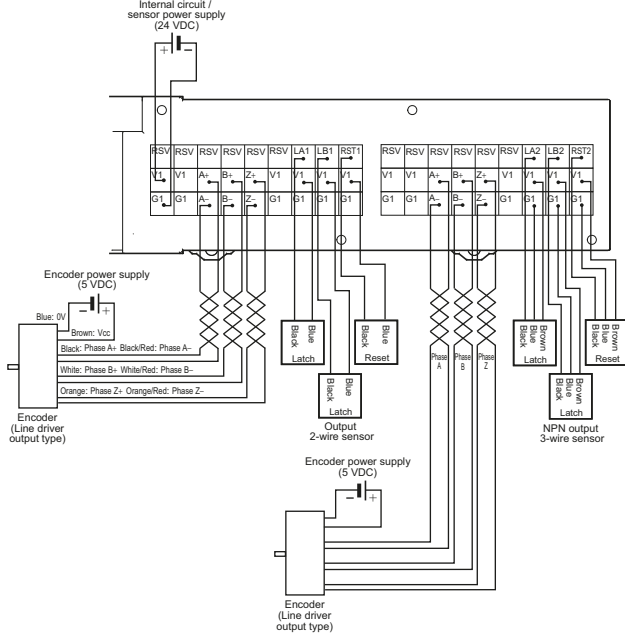 Internal circuit /
sensor power supply
(24 VDC)
+ −
RSV RSV RSV RSV RSV RSV LA1 LB1 RST1
V1 V1 A+ B+ Z+ V1 V1 V1 V1
G1 G1 A− B− Z− G1 G1 G1 G1
RSV RSV RSV RSV RSV RSV LA2 LB2 RST2
V1 V1 A+ B+ Z+ V1 V1 V1 V1
G1 G1 A− B− Z− G1 G1 G1 G1
Encoder power supply
(5 VDC)
− +
Blue: 0V
Brown: Vcc
Black: Phase A+ Black/Red: Phase A−
White: Phase B+ White/Red: Phase B−
Orange: Phase Z+ Orange/Red: Phase Z−
Encoder
(Line driver
output type)
Black
Blue
Latch
Black
Blue
Latch
Black
Blue
Reset
Output
2-wire sensor
Phase A
Phase B
Phase Z
Brown
Blue
Black
Latch
Brown
Blue
Black
Latch
Brown
Blue
Black
Reset
NPN output
3-wire sensor
Encoder power supply
(5 VDC)
− +
Encoder
(Line driver
output type)